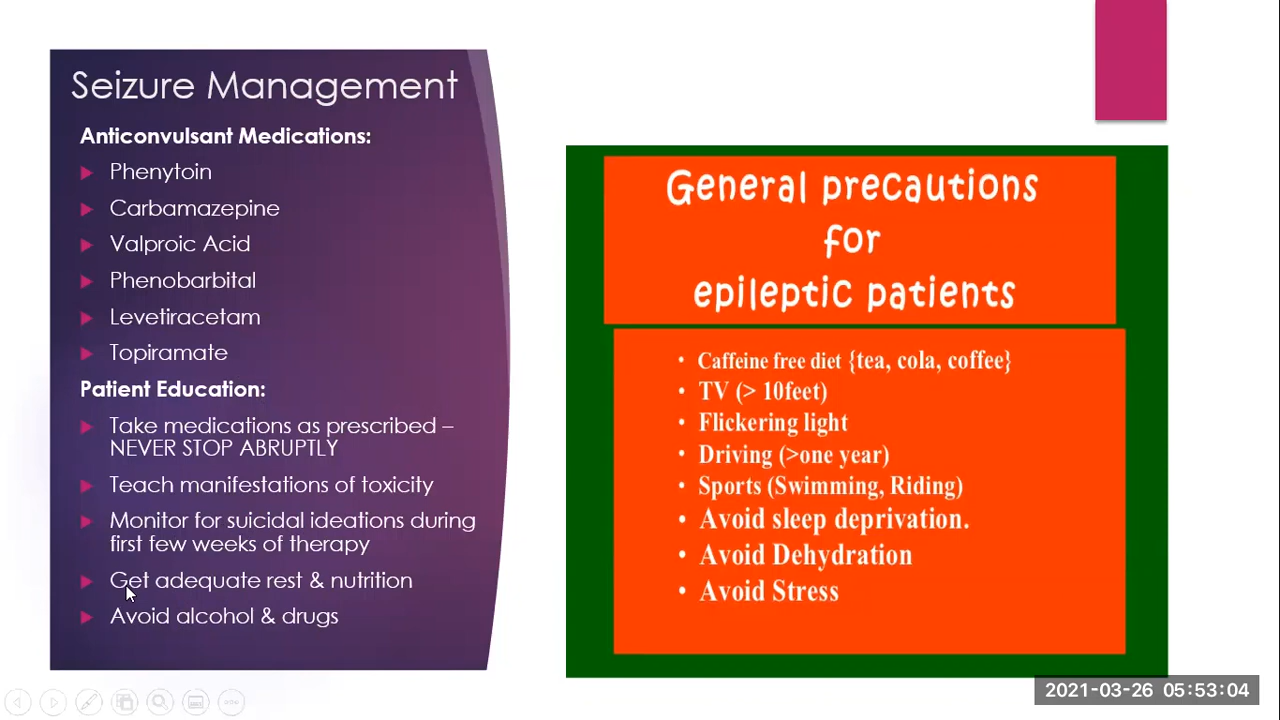 Seizure Management
Anticonvulsant Medications:
Phenytoin
Carbamazepine
Valproic Acid
Phenobarbital
Levetiracetam
Topiramate
Patient Education:
Take medications as prescribed –
NEVER STOP ABRUPTLY
Teach manifestations of toxicity
Monitor for suicidal ideations during
first few weeks of therapy
Get adequate rest & nutrition
Avoid alcohol & drugs
General precautions
for
epileptic patients
• Caffeine free diet {tea, cola, coffee}
• TV (> 10feet)
• Flickering light
• Driving (>one year)
• Sports (Swimming, Riding)
• Avoid sleep deprivation.
• Avoid Dehydration
• Avoid Stress
2021-03-26 05:53:04